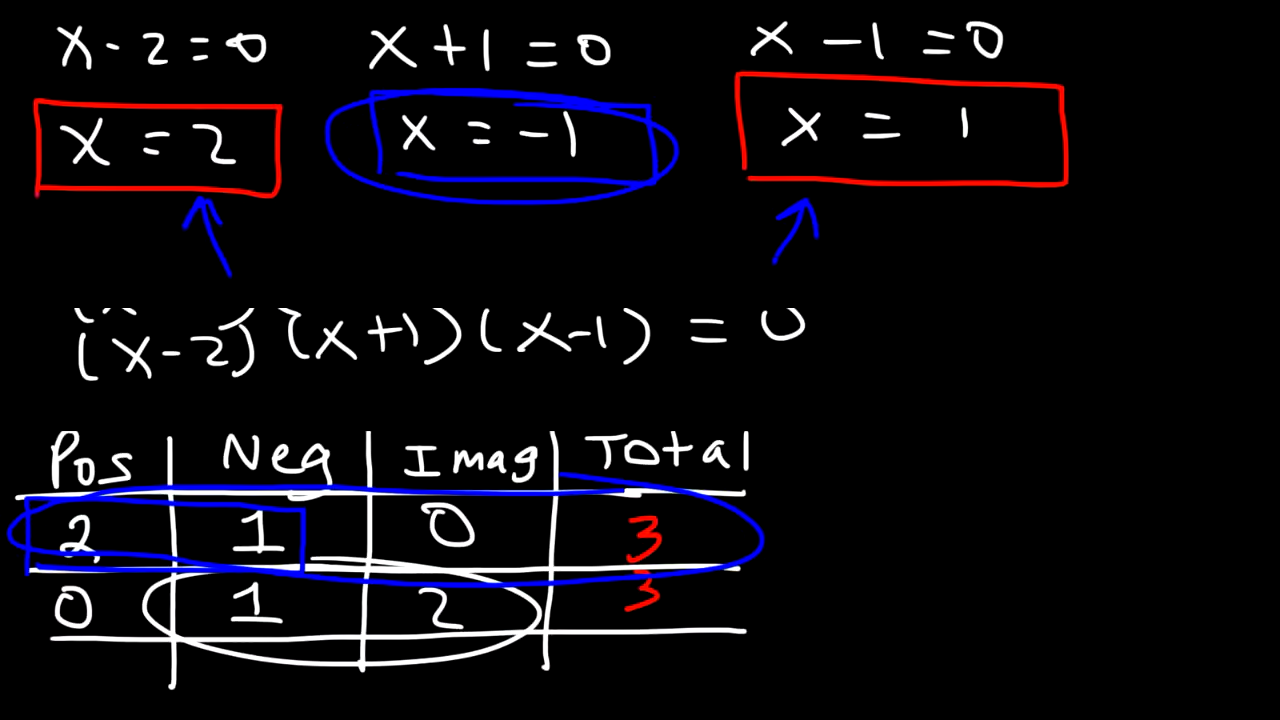 x - 2 = 0 x + 1 = 0 x - 1 = 0
x = 2 x = -1 x = 1
(x-2)(x+1)(x-1) = 0
Pos Neg Imag Total
2 1 0 3
0 1 2 3